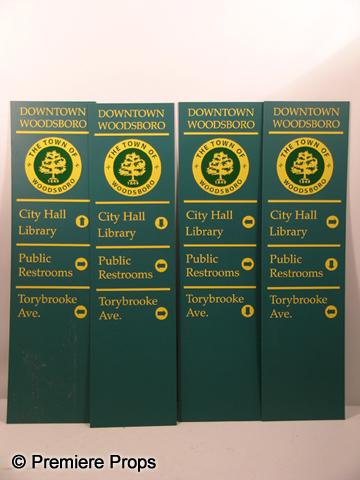 DOWNTOWN
WOODSBORO
THE TOWN OF
WOODSBORO
City Hall
Library
Public
Restrooms
Torybrooke
Ave.
DOWNTOWN
WOODSBORO
THE TOWN OF
1843
WOODSBORO
City Hall
Library
Public
Restrooms
Torybrooke
Ave.
DOWNTOWN
WOODSBORO
THE TOWN OF
WOODSBORO
City Hall
Library
Public
Restrooms
Torybrooke
Ave.
DOWNTOWN
WOODSBORO
THE TOWN OF
WOODSBORO
City Hall
Library
Public
Restrooms
Torybrooke
Ave.
© Premiere Props